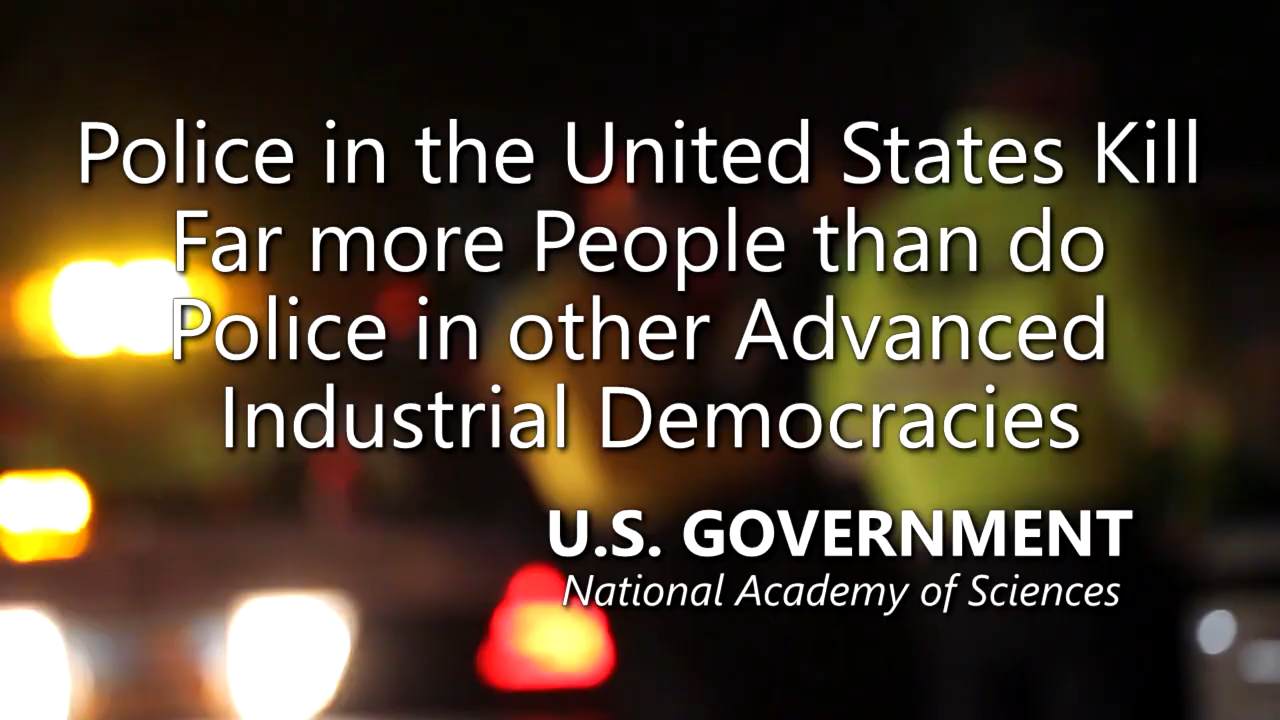 Police in the United States Kill
Far more People than do
Police in other Advanced
Industrial Democracies
U.S. GOVERNMENT
National Academy of Sciences